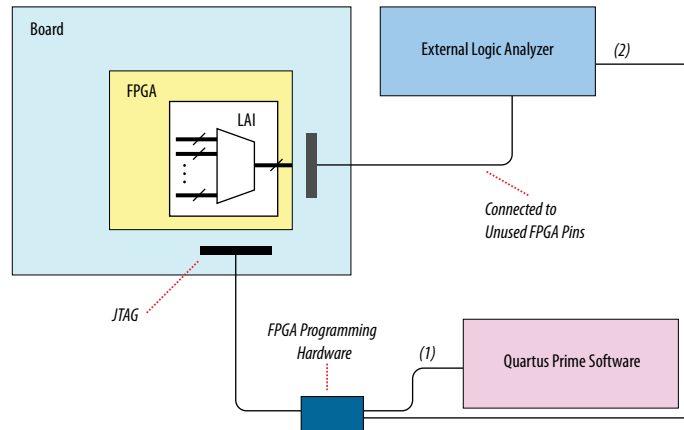 Board
External Logic Analyzer
(2)
FPGA
LAI
Connected to
Unused FPGA Pins
JTAG
FPGA Programming
Hardware
(1)
Quartus Prime Software